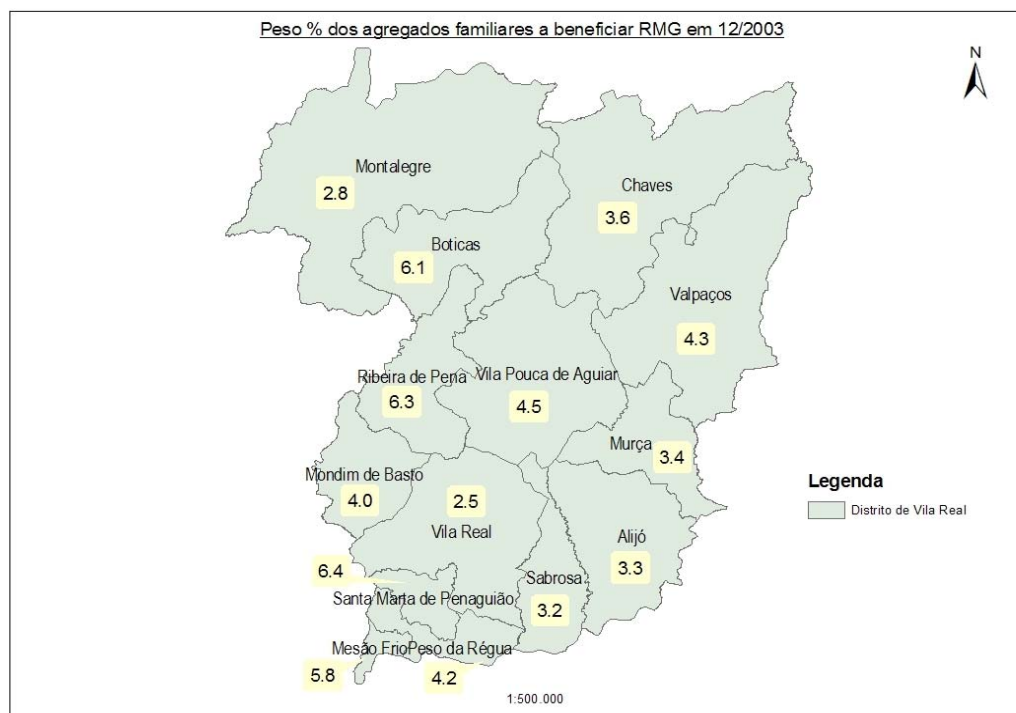 Peso % dos agregados familiares a beneficiar RMG em 12/2003
N
Montalegre
2.8
Chaves
3.6
Boticas
6.1
Valpaços
4.3
Ribeira de Pena
6.3
Vila Pouca de Aguiar
4.5
Murça
3.4
Mondim de Basto
4.0
2.5
Vila Real
Legenda
Distrito de Vila Real
Alijó
3.3
6.4
Santa Marta de Penaguião
Sabrosa
3.2
Mesão Frio
Peso da Régua
5.8
4.2
1:500.000